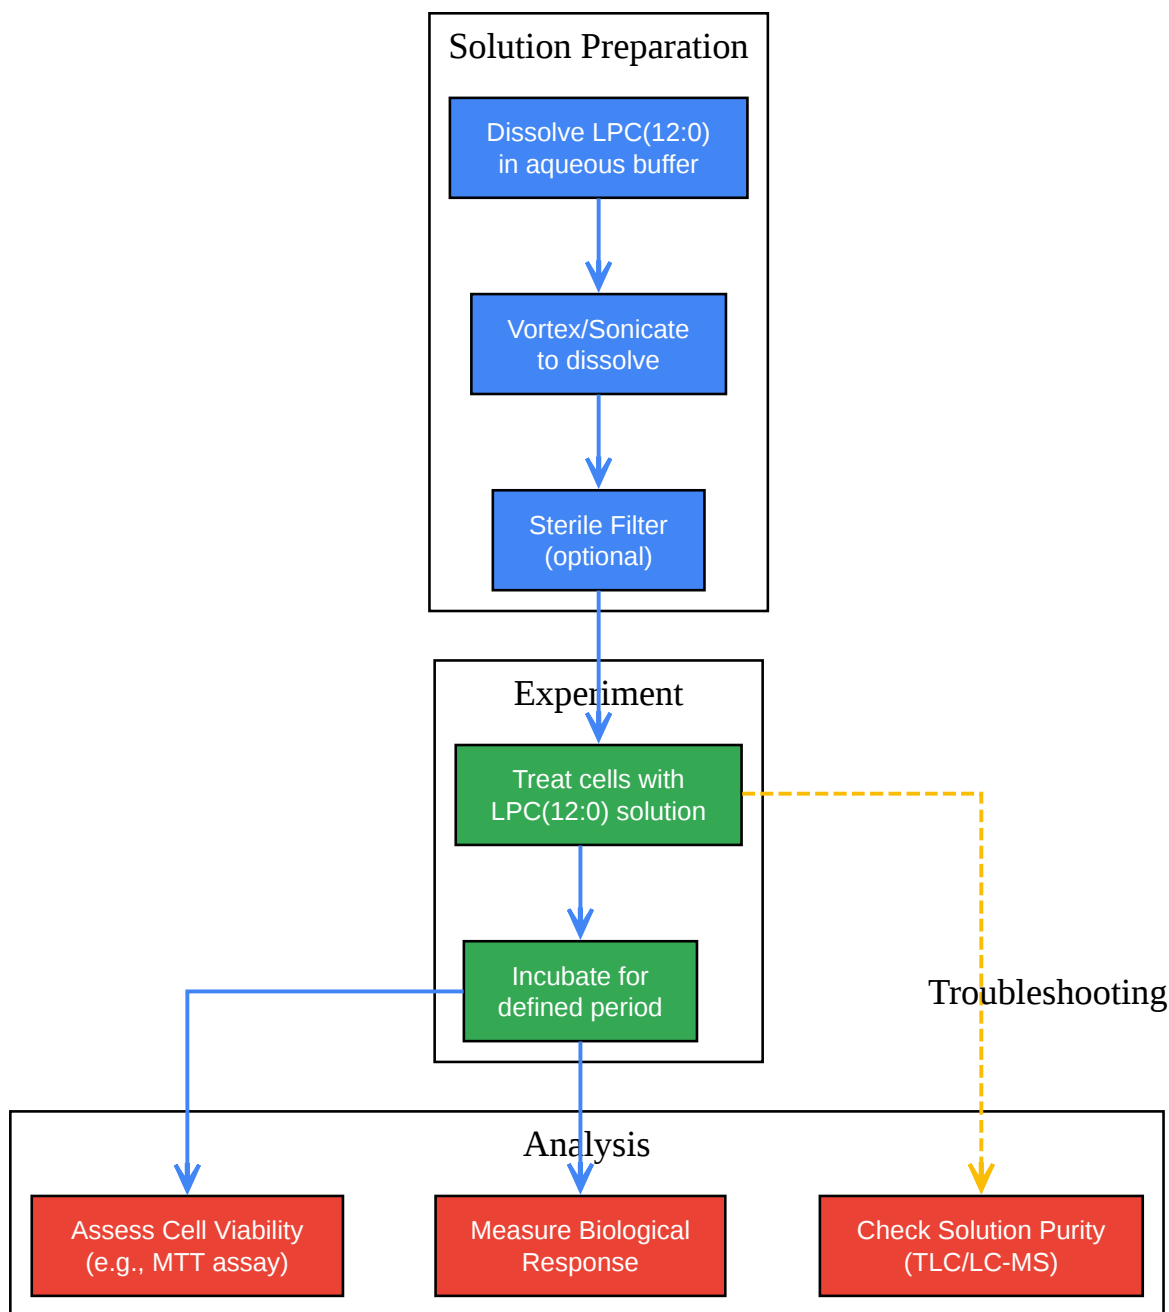 Solution Preparation
Dissolve LPC(12:0)
in aqueous buffer
Vortex/Sonicate
to dissolve
Sterile Filter
(optional)
Experiment
Treat cells with
LPC(12:0) solution
Incubate for
defined period
Troubleshooting
Analysis
Assess Cell Viability
(e.g., MTT assay)
Measure Biological
Response
Check Solution Purity
(TLC/LC-MS)